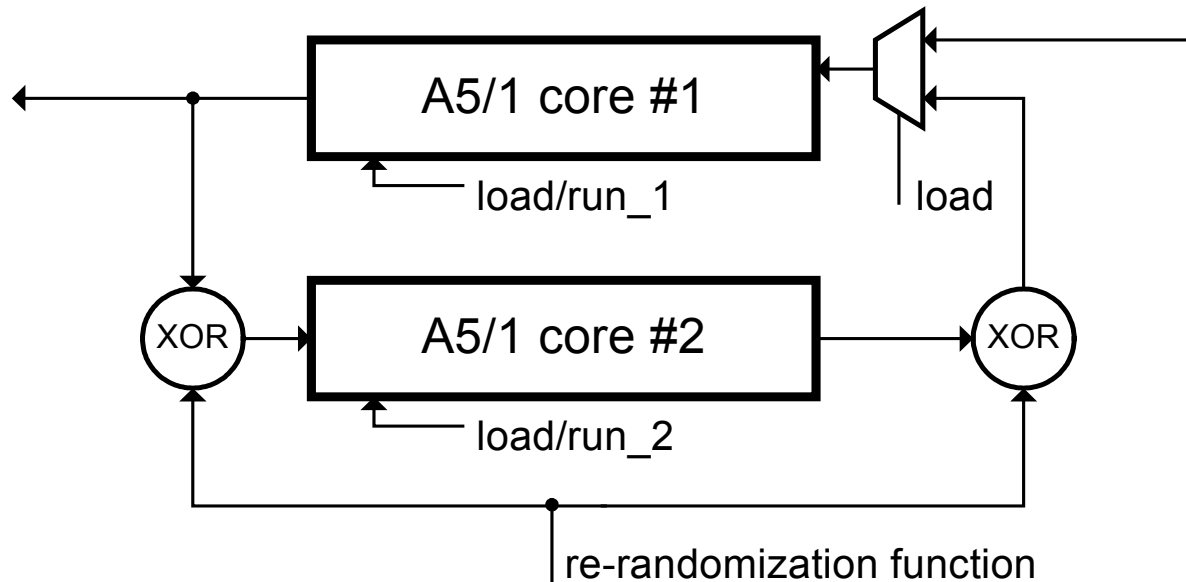 A5/1 core #1
load/run_1
load
XOR
A5/1 core #2
XOR
load/run_2
re-randomization function